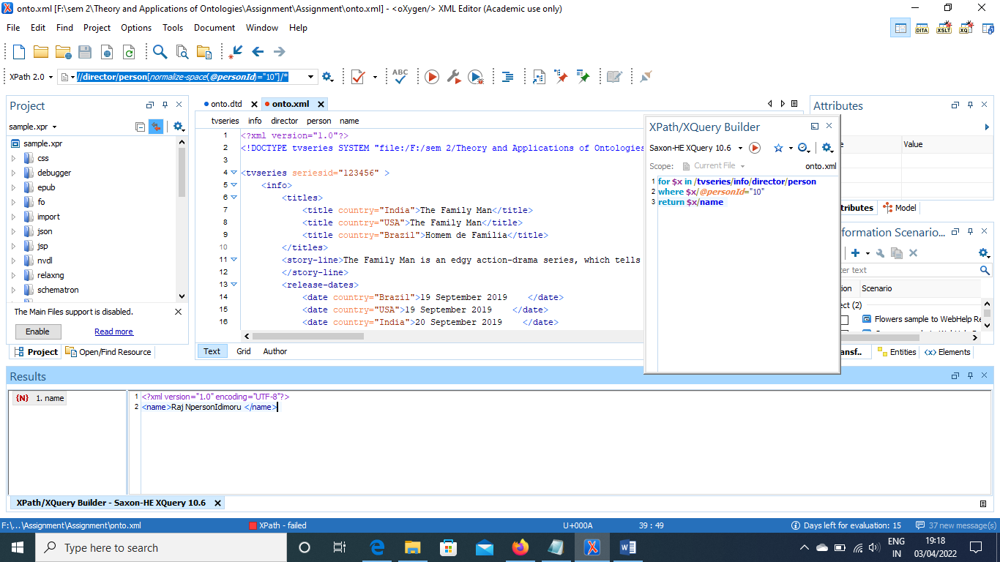 onto.xml [F:\sem 2\Theory and Applications of Ontologies\Assignment\Assignment\onto.xml] - <oXygen/> XML Editor (Academic use only)
File Edit Find Project Options Tools Document Window Help
DITA XSLT XQ
XPath 2.0 //director/person[normalize-space(@personId)="10"]/*
ABC
Project
sample.xpr
sample.xpr
css
debugger
epub
fo
import
json
jsp
nvdl
relaxng
schematron
The Main Files support is disabled.
Enable Read more
Project Open/Find Resource
onto.dtd onto.xml
tvseries info director person name
1 <?xml version="1.0"?>
2 <!DOCTYPE tvseries SYSTEM "file:/F:/sem 2/Theory and Applications of Ontologies
3
4 <tvseries seriesid="123456" >
5 <info>
6 <titles>
7 <title country="India">The Family Man</title>
8 <title country="USA">The Family Man</title>
9 <title country="Brazil">Homem de Família</title>
10 </titles>
11 <story-line>The Family Man is an edgy action-drama series, which tells
12 </story-line>
13 <release-dates>
14 <date country="Brazil">19 September 2019 </date>
15 <date country="USA">19 September 2019 </date>
16 <date country="India">20 September 2019 </date>
Text Grid Author
XPath/XQuery Builder
Saxon-HE XQuery 10.6
Scope: Current File onto.xml
1 for $x in /tvseries/info/director/person
2 where $x/@personId="10"
3 return $x/name
Attributes
Value
tributes Model
formation Scenario...
er text
ion Scenario
ect (2)
Flowers sample to WebHelp Re
ansf.. Entities Elements
Results
{N} 1. name
1 <?xml version="1.0" encoding="UTF-8"?>
2 <name>Raj NpersonIdimoru </name>
XPath/XQuery Builder - Saxon-HE XQuery 10.6
F:\...\Assignment\Assignment\onto.xml XPath - failed U+000A 39 : 49 Days left for evaluation: 15 37 new message(s)
Type here to search
ENG
IN
19:18
03/04/2022